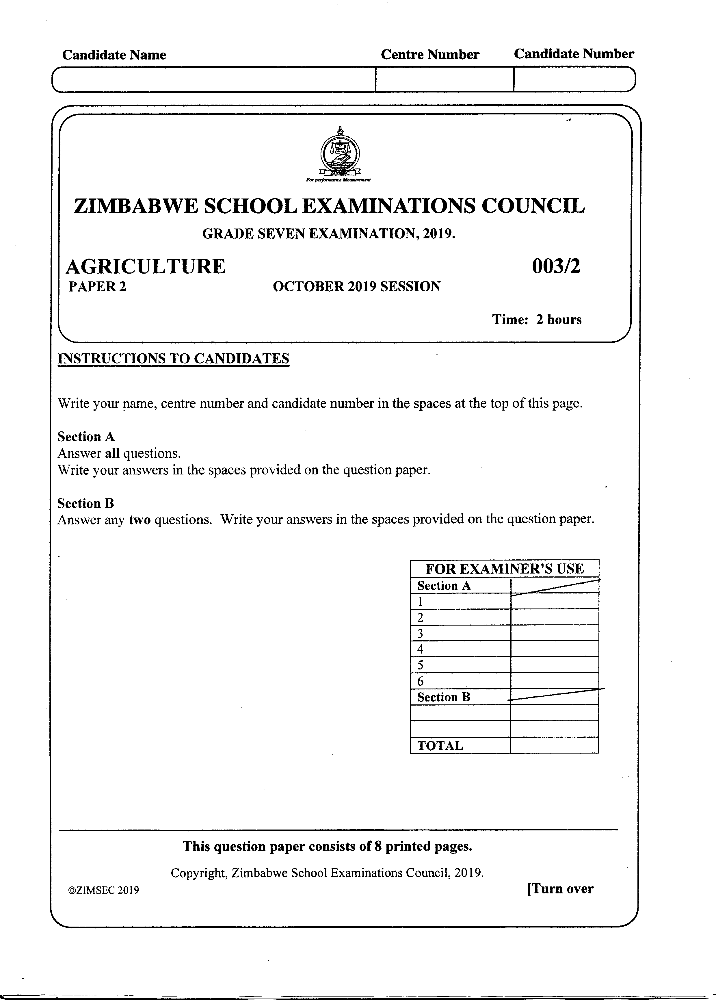 Candidate Name Centre Number Candidate Number
ZIMSEC
For performance Measurement
ZIMBABWE SCHOOL EXAMINATIONS COUNCIL
GRADE SEVEN EXAMINATION, 2019.
AGRICULTURE 003/2
PAPER 2 OCTOBER 2019 SESSION
Time: 2 hours
INSTRUCTIONS TO CANDIDATES
Write your name, centre number and candidate number in the spaces at the top of this page.
Section A
Answer all questions.
Write your answers in the spaces provided on the question paper.
Section B
Answer any two questions. Write your answers in the spaces provided on the question paper.
FOR EXAMINER'S USE
Section A
1
2
3
4
5
6
Section B
TOTAL
This question paper consists of 8 printed pages.
Copyright, Zimbabwe School Examinations Council, 2019.
©ZIMSEC 2019 [Turn over